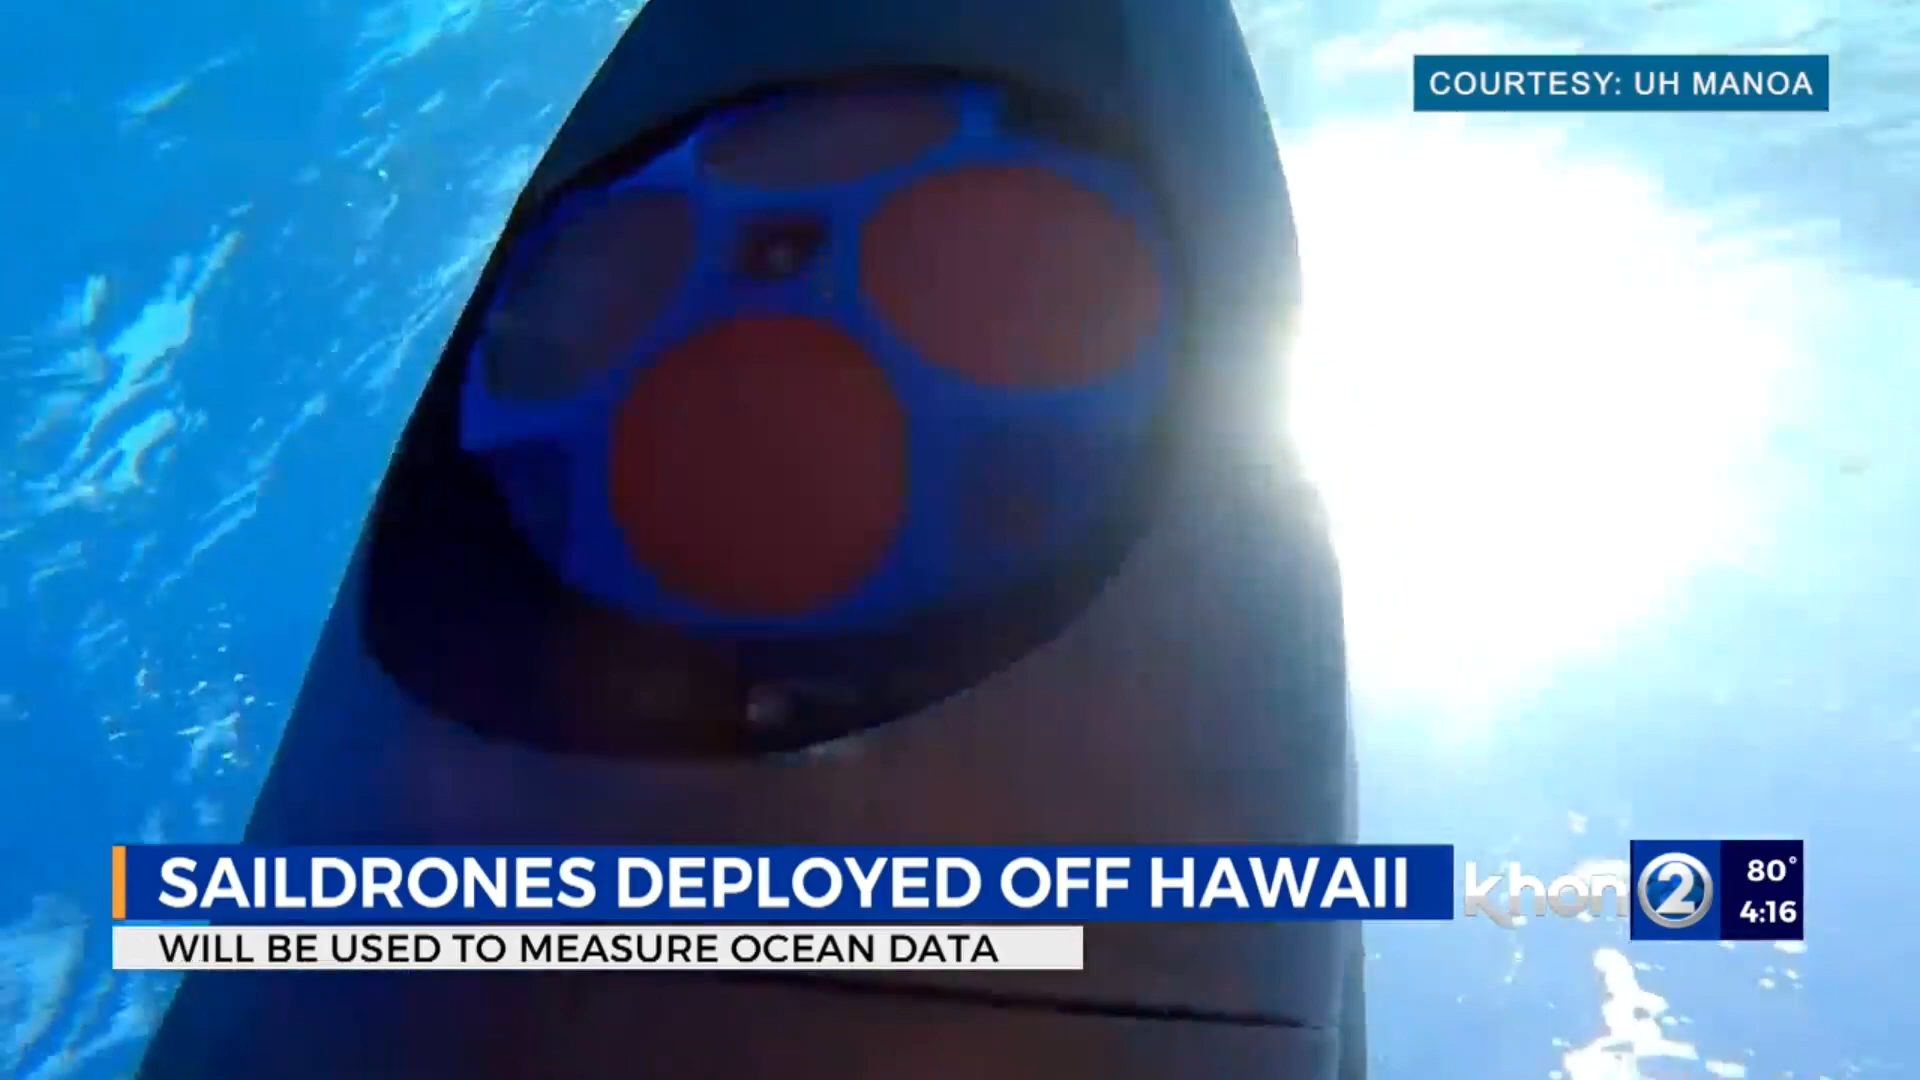 COURTESY: UH MANOA
SAILDRONES DEPLOYED OFF HAWAII
khon 2
80°
4:16
WILL BE USED TO MEASURE OCEAN DATA